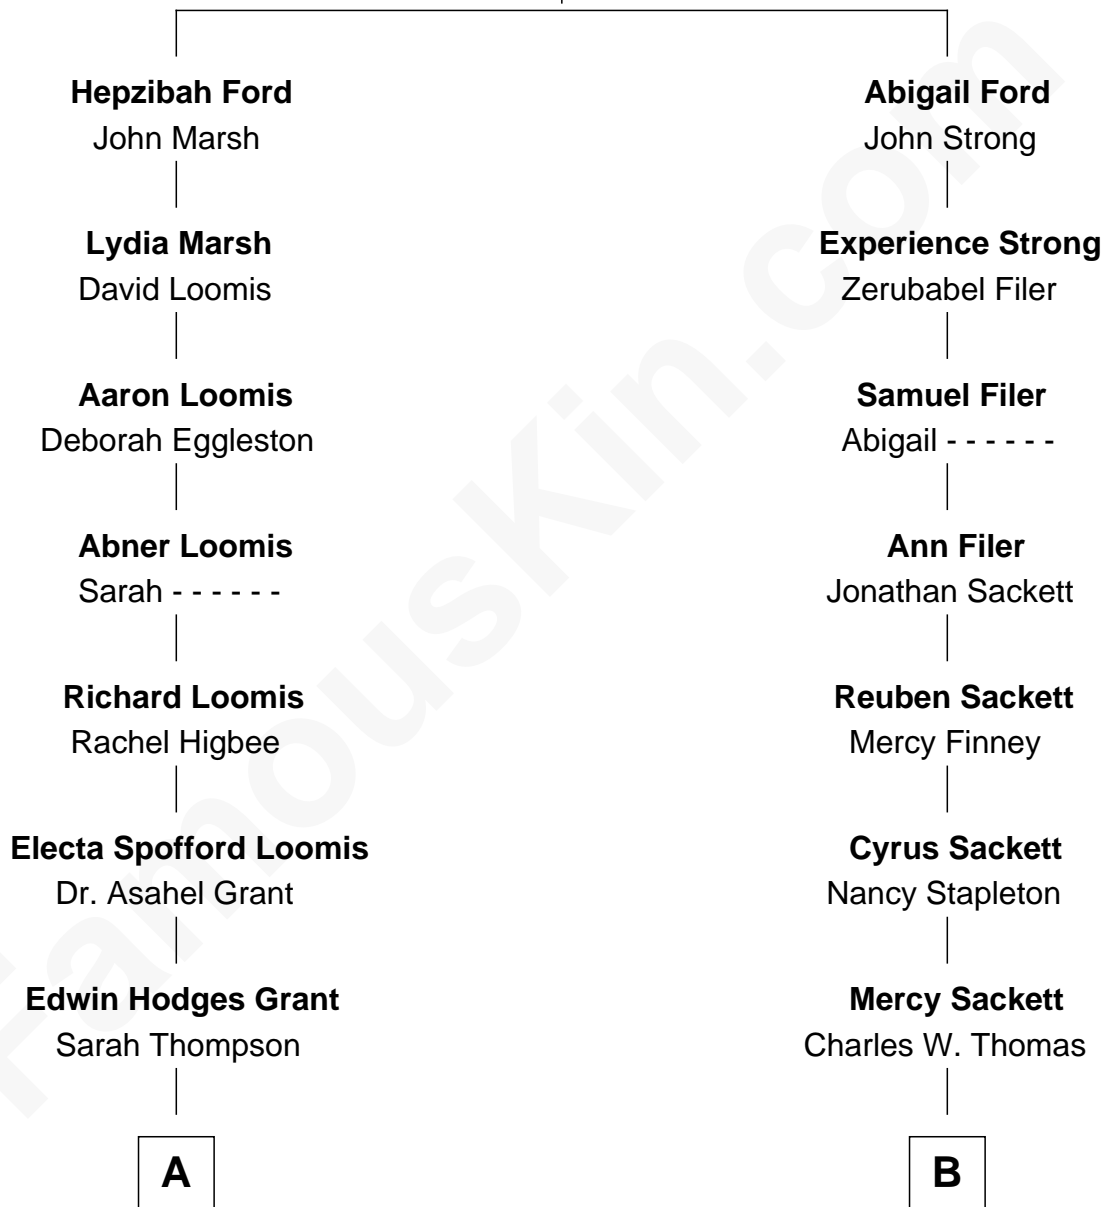 Hepzibah Ford
John Marsh
Abigail Ford
John Strong
Lydia Marsh
David Loomis
Experience Strong
Zerubabel Filer
Aaron Loomis
Deborah Eggleston
Samuel Filer
Abigail - - - - - -
Abner Loomis
Sarah - - - - - -
Ann Filer
Jonathan Sackett
Richard Loomis
Rachel Higbee
Reuben Sackett
Mercy Finney
Electa Spofford Loomis
Dr. Asahel Grant
Cyrus Sackett
Nancy Stapleton
Edwin Hodges Grant
Sarah Thompson
Mercy Sackett
Charles W. Thomas
A
B
FamousKin.com